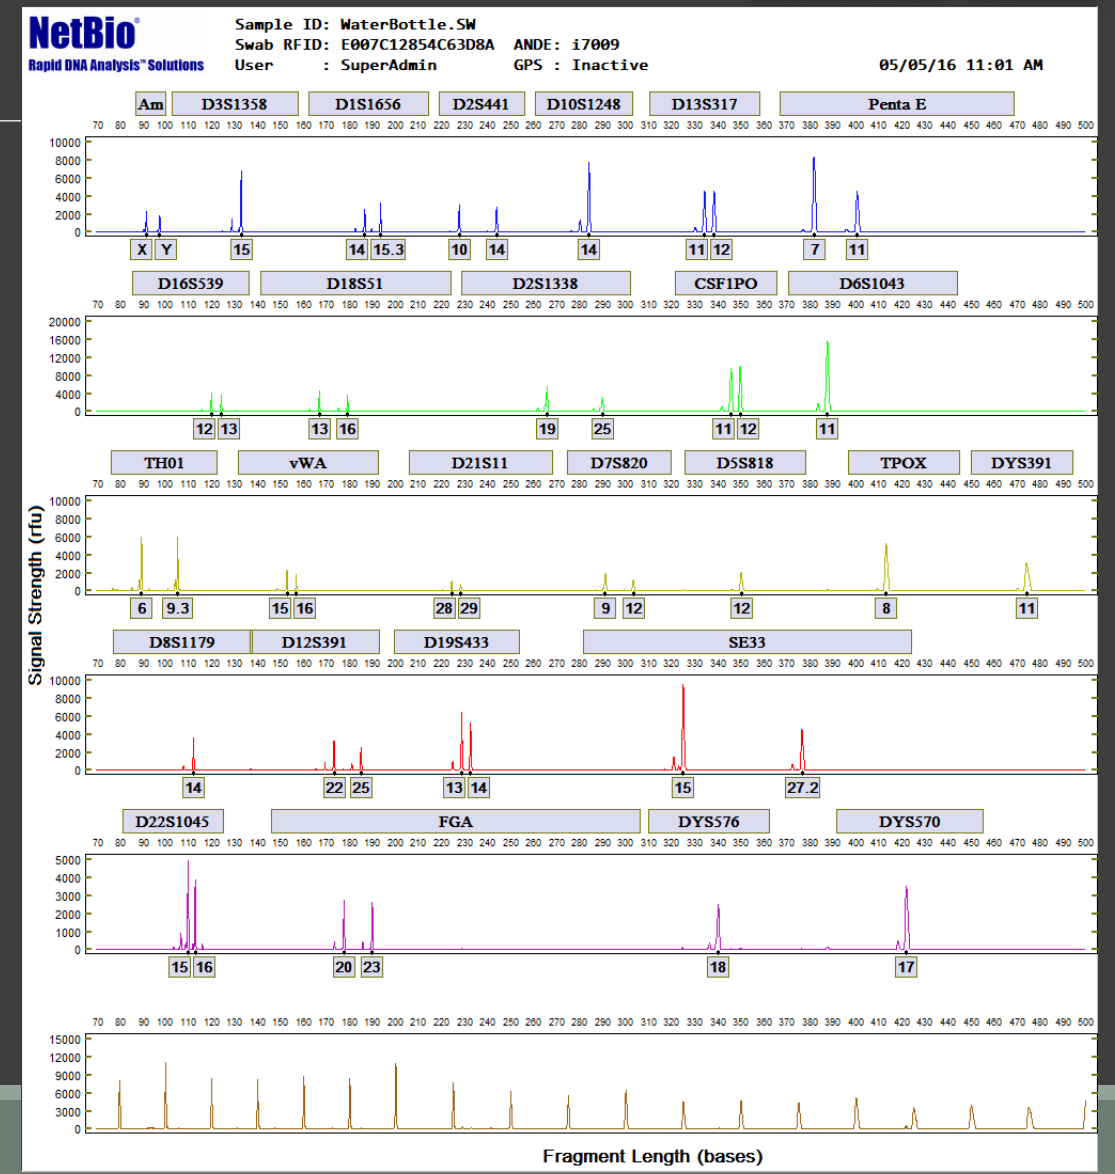 NetBio®
Rapid DNA Analysis™ Solutions
Sample ID: WaterBottle.SW
Swab RFID: E007C12854C63D8A ANDE: i7009
User : SuperAdmin GPS : Inactive
05/05/16 11:01 AM
Am D3S1358 D1S1656 D2S441 D10S1248 D13S317 Penta E
70 80 90 100 110 120 130 140 150 160 170 180 190 200 210 220 230 240 250 260 270 280 290 300 310 320 330 340 350 360 370 380 390 400 410 420 430 440 450 460 470 480 490 500
10000
8000
6000
4000
2000
0
X Y 15 14 15.3 10 14 14 11 12 7 11
D16S539 D18S51 D2S1338 CSF1PO D6S1043
70 80 90 100 110 120 130 140 150 160 170 180 190 200 210 220 230 240 250 260 270 280 290 300 310 320 330 340 350 360 370 380 390 400 410 420 430 440 450 460 470 480 490 500
20000
16000
12000
8000
4000
0
12 13 13 16 19 25 11 12 11
TH01 vWA D21S11 D7S820 D5S818 TPOX DYS391
70 80 90 100 110 120 130 140 150 160 170 180 190 200 210 220 230 240 250 260 270 280 290 300 310 320 330 340 350 360 370 380 390 400 410 420 430 440 450 460 470 480 490 500
10000
8000
6000
4000
2000
0
6 9.3 15 16 28 29 9 12 12 8 11
Signal Strength (rfu)
D8S1179 D12S391 D19S433 SE33
70 80 90 100 110 120 130 140 150 160 170 180 190 200 210 220 230 240 250 260 270 280 290 300 310 320 330 340 350 360 370 380 390 400 410 420 430 440 450 460 470 480 490 500
10000
8000
6000
4000
2000
0
14 22 25 13 14 15 27.2
D22S1045 FGA DYS576 DYS570
70 80 90 100 110 120 130 140 150 160 170 180 190 200 210 220 230 240 250 260 270 280 290 300 310 320 330 340 350 360 370 380 390 400 410 420 430 440 450 460 470 480 490 500
5000
4000
3000
2000
1000
0
15 16 20 23 18 17
70 80 90 100 110 120 130 140 150 160 170 180 190 200 210 220 230 240 250 260 270 280 290 300 310 320 330 340 350 360 370 380 390 400 410 420 430 440 450 460 470 480 490 500
15000
12000
9000
6000
3000
0
Fragment Length (bases)